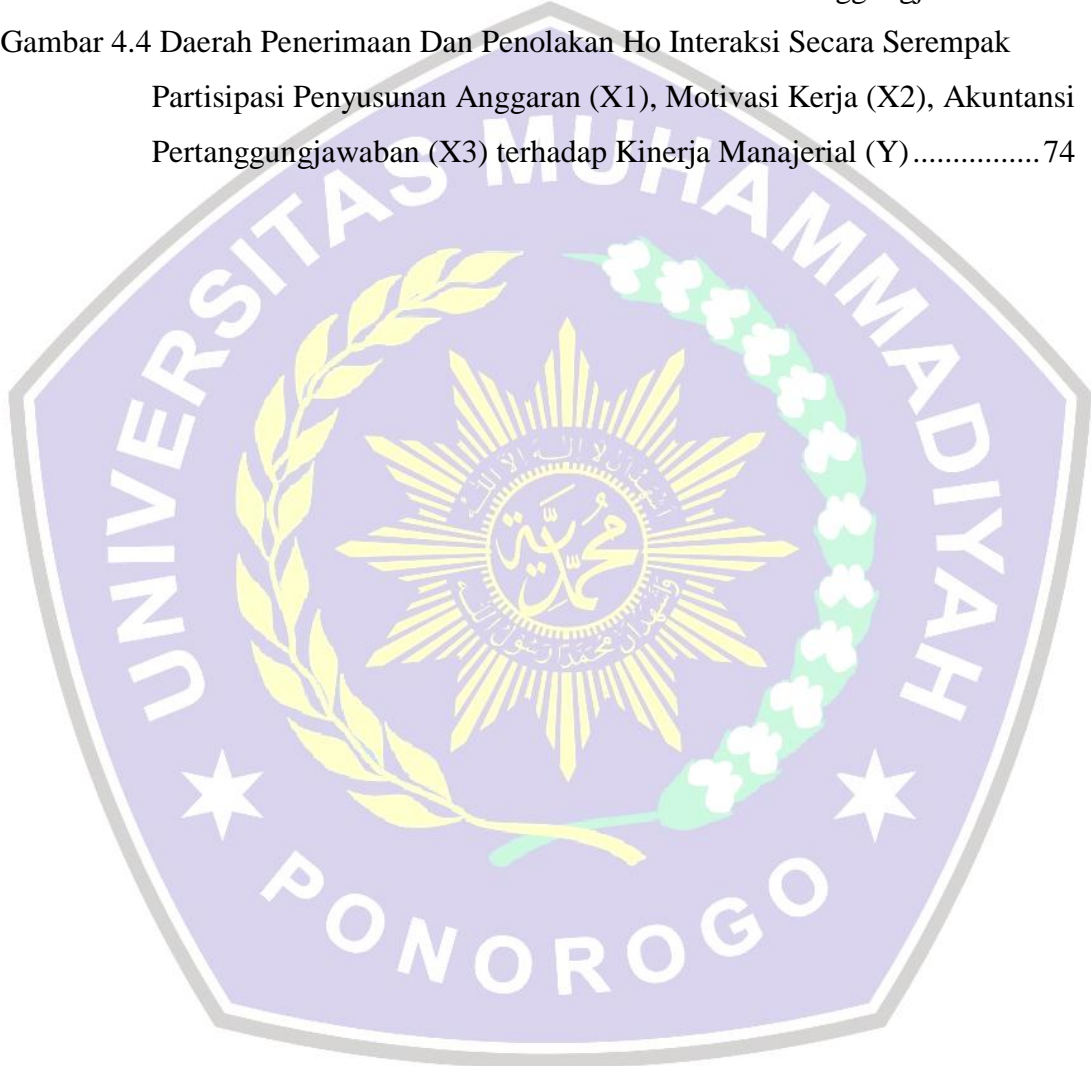 Gambar 4.4 Daerah Penerimaan Dan Penolakan Ho Interaksi Secara Serempak
Partisipasi Penyusunan Anggaran (X1), Motivasi Kerja (X2), Akuntansi
Pertanggungjawaban (X3) terhadap Kinerja Manajerial (Y)................74
UNIVERSITAS MUHAMMADIYAH
PONOROGO
محمدية